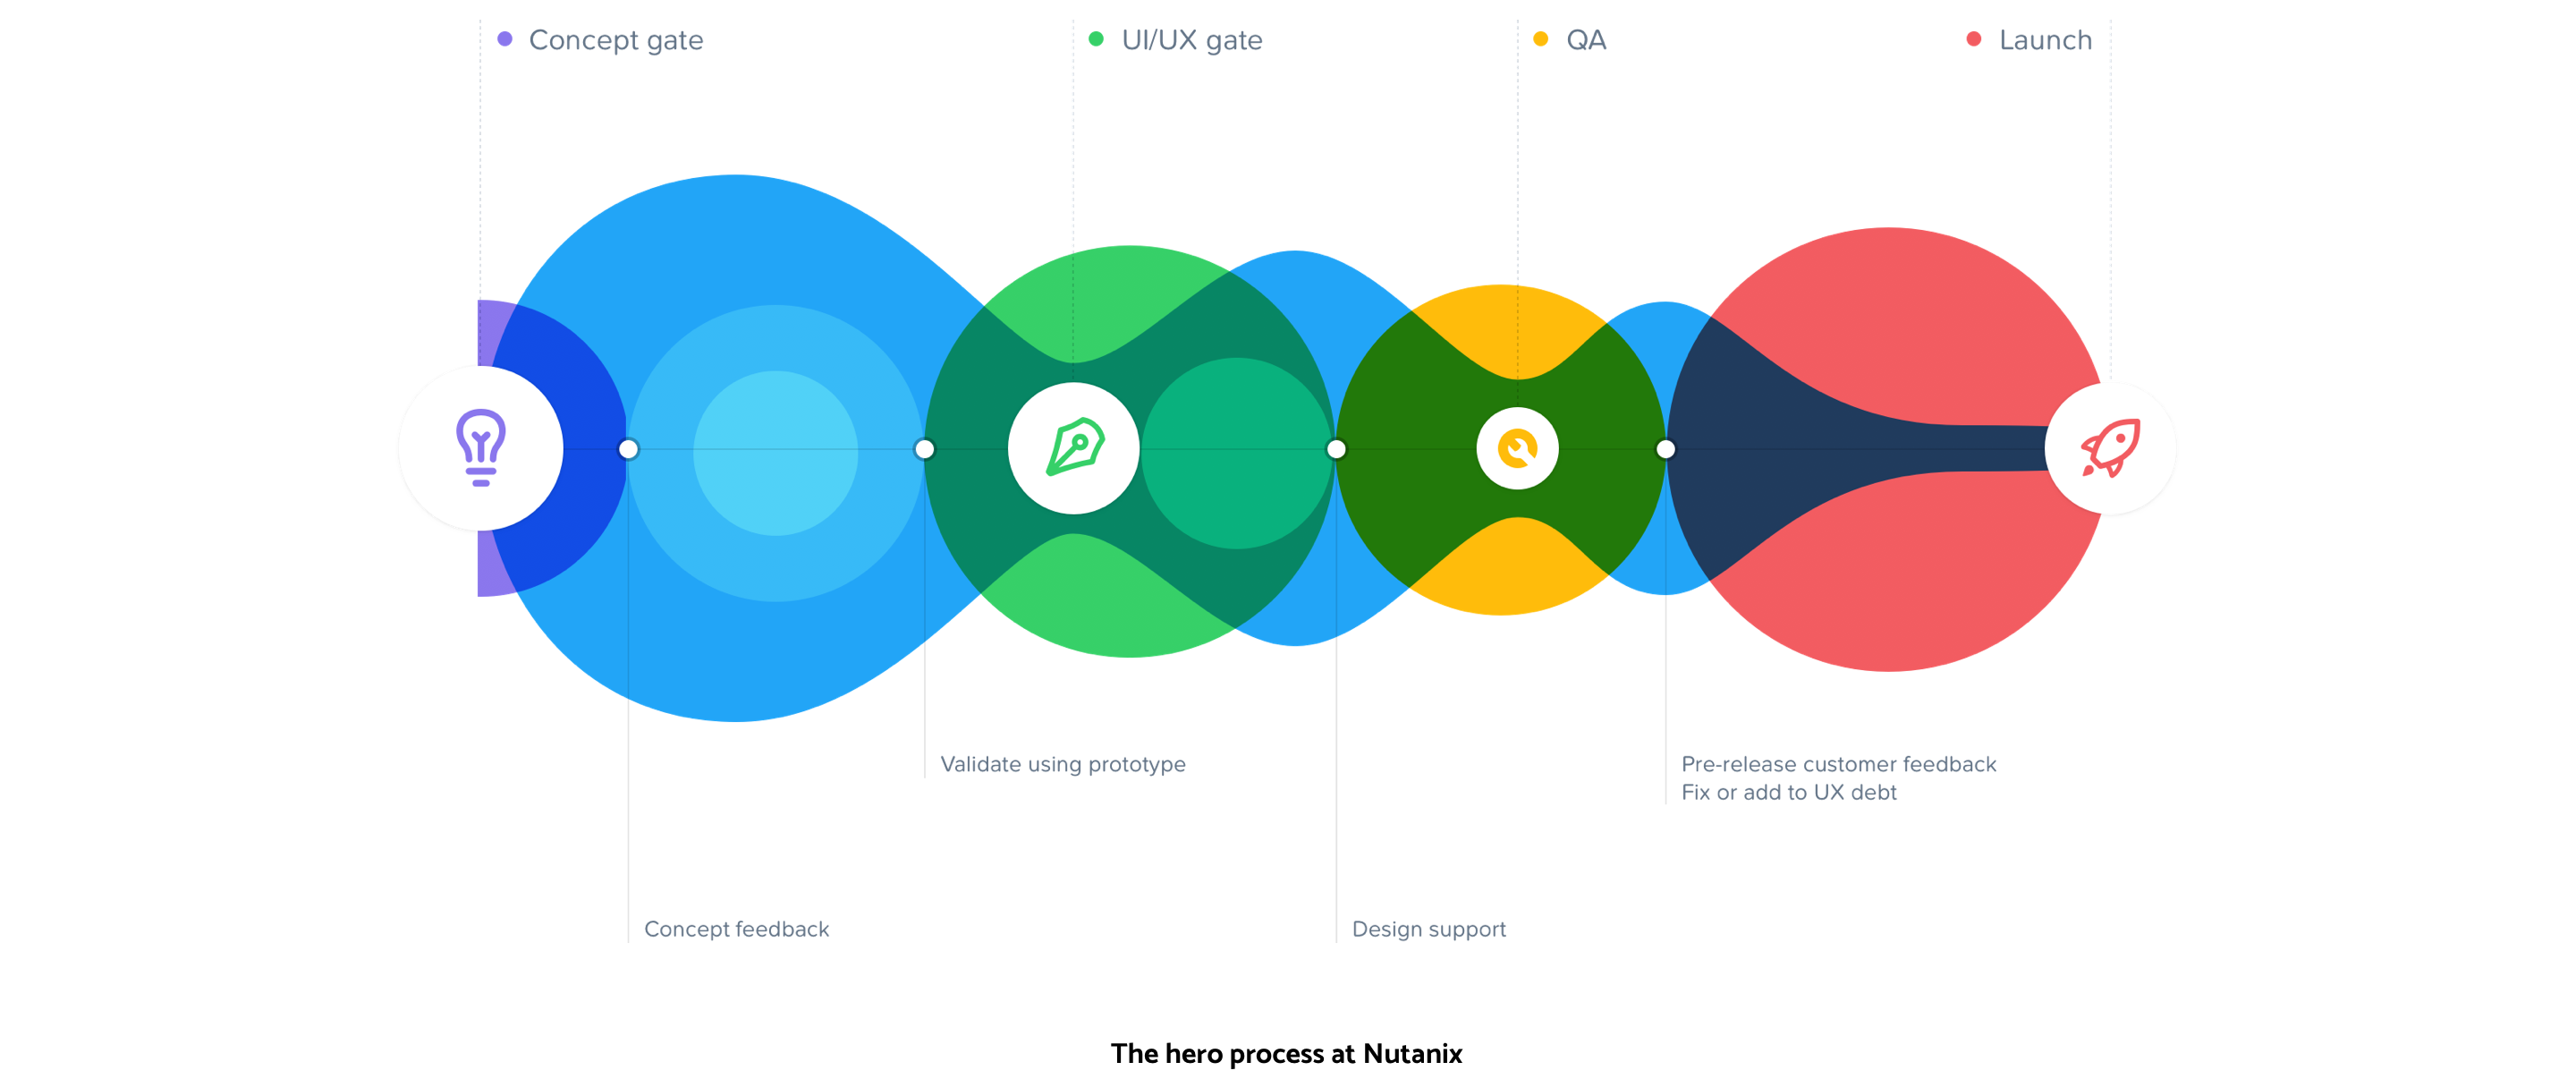 Concept gate
UI/UX gate
QA
Launch
Validate using prototype
Pre-release customer feedback
Fix or add to UX debt
Concept feedback
Design support
The hero process at Nutanix